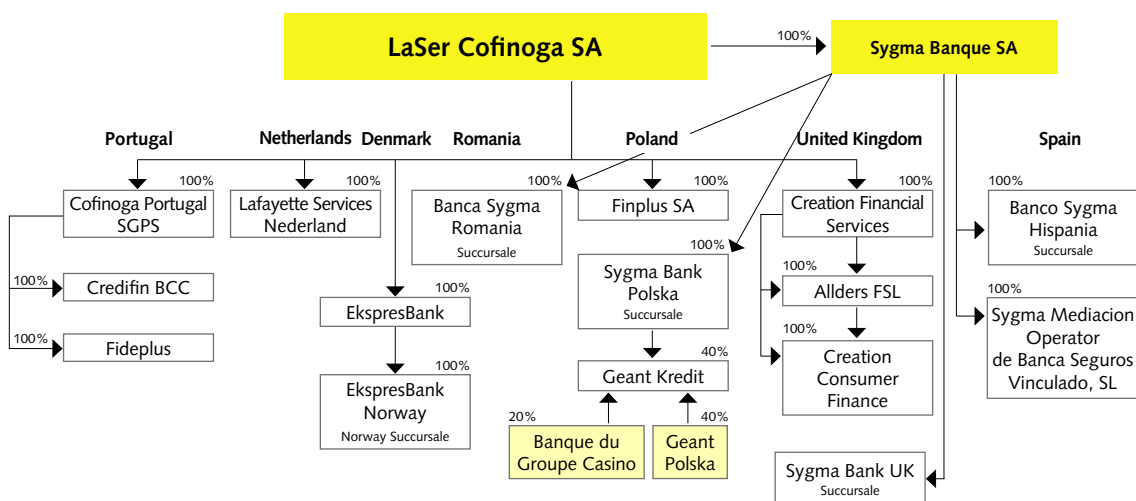 LaSer Cofinoga SA
100%
Sygma Banque SA
Portugal
Netherlands
Denmark
Romania
Poland
United Kingdom
Spain
100%
Cofinoga Portugal
SGPS
100%
Credifin BCC
100%
Fideplus
100%
Lafayette Services
Nederland
100%
EkspresBank
100%
EkspresBank
Norway
Norway Succursale
100%
Banca Sygma
Romania
Succursale
100%
Finplus SA
100%
Sygma Bank
Polska
Succursale
40%
Geant Kredit
20%
Banque du
Groupe Casino
40%
Geant
Polska
100%
Creation Financial
Services
100%
Allders FSL
100%
Creation
Consumer
Finance
Sygma Bank UK
Succursale
100%
Banco Sygma
Hispania
Succursale
100%
Sygma Mediacion
Operator
de Banca Seguros
Vinculado, SL